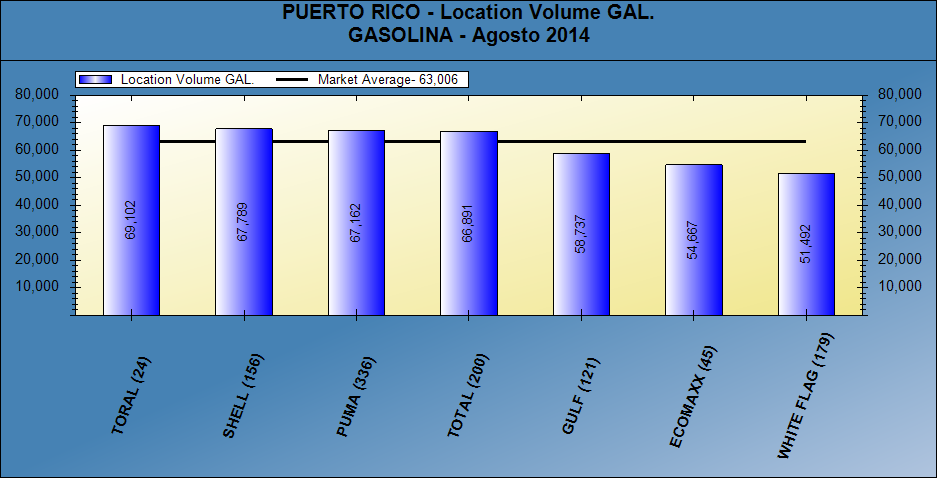 PUERTO RICO - Location Volume GAL.
GASOLINA - Agosto 2014
Location Volume GAL.
Market Average- 63,006
80,000
70,000
60,000
50,000
40,000
30,000
20,000
10,000
69,102
67,789
67,162
66,891
58,737
54,667
51,492
80,000
70,000
60,000
50,000
40,000
30,000
20,000
10,000
TORAL (24)
SHELL (156)
PUMA (336)
TOTAL (200)
GULF (121)
ECOMAXX (45)
WHITE FLAG (179)